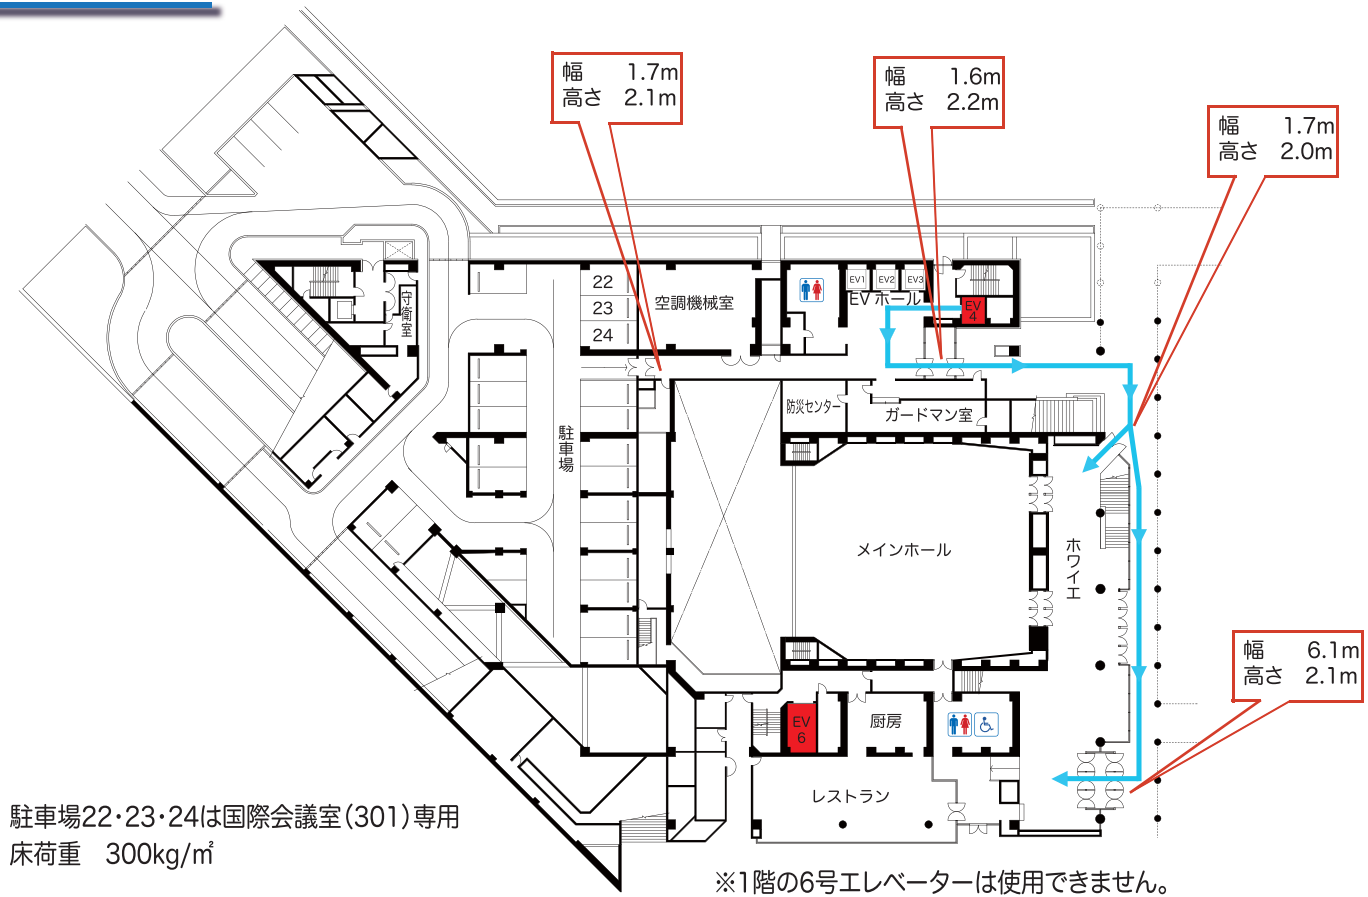 幅 1.7m
高さ 2.1m
幅 1.6m
高さ 2.2m
幅 1.7m
高さ 2.0m
22
23
24
空調機械室
EV1
EV2
EV3
EVホール
EV
4
守衛室
防災センター
ガードマン室
駐車場
メインホール
ホワイエ
幅 6.1m
高さ 2.1m
EV
6
厨房
レストラン
駐車場22・23・24は国際会議室(301)専用
床荷重 300kg/㎡
※1階の6号エレベーターは使用できません。